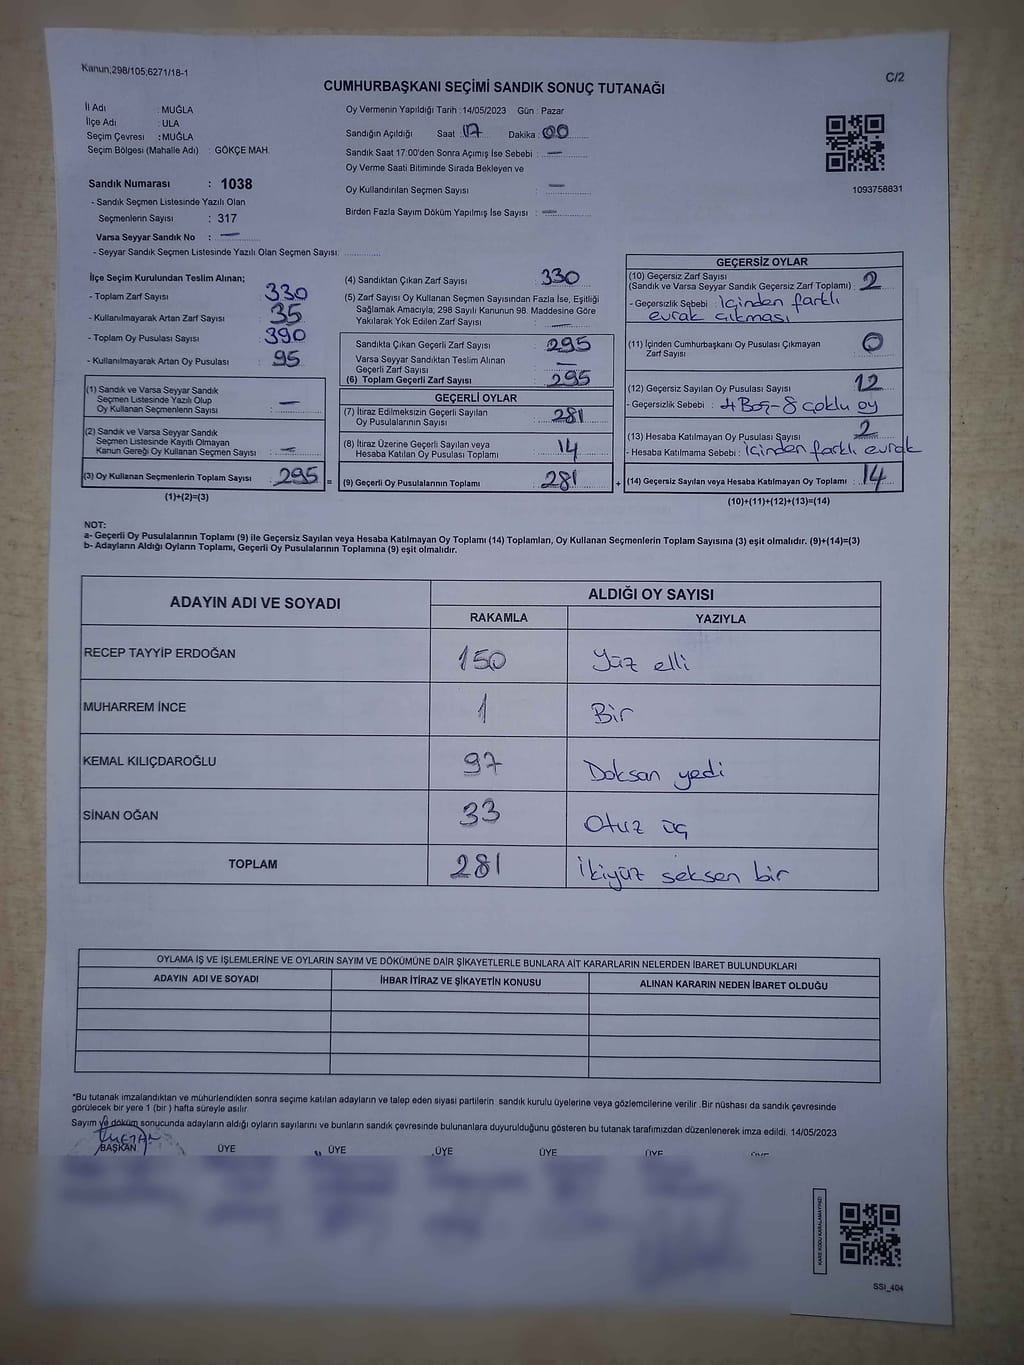 Kanun;298/105;6271/18-1
C/2
CUMHURBAŞKANI SEÇİMİ SANDIK SONUÇ TUTANAĞI
İl Adı : MUĞLA
İlçe Adı : ULA
Seçim Çevresi : MUĞLA
Seçim Bölgesi (Mahalle Adı) : GÖKÇE MAH.
Sandık Numarası : 1038
- Sandık Seçmen Listesinde Yazılı Olan
Seçmenlerin Sayısı : 317
Varsa Seyyar Sandık No : —
- Seyyar Sandık Seçmen Listesinde Yazılı Olan Seçmen Sayısı:
Oy Vermenin Yapıldığı Tarih : 14/05/2023 Gün : Pazar
Sandığın Açıldığı Saat : 17 Dakika : 00
Sandık Saat 17:00'den Sonra Açımış İse Sebebi : —
Oy Verme Saati Bitiminde Sırada Bekleyen ve
Oy Kullandırılan Seçmen Sayısı : —
Birden Fazla Sayım Döküm Yapılmış İse Sayısı : —
1093758831
İlçe Seçim Kurulundan Teslim Alınan;
- Toplam Zarf Sayısı 330
- Kullanılmayarak Artan Zarf Sayısı : 35
- Toplam Oy Pusulası Sayısı : 390
- Kullanılmayarak Artan Oy Pusulası : 95
(1) Sandık ve Varsa Seyyar Sandık
Seçmen Listesinde Yazılı Olup
Oy Kullanan Seçmenlerin Sayısı : —
(2) Sandık ve Varsa Seyyar Sandık
Seçmen Listesinde Kayıtlı Olmayan
Kanun Gereği Oy Kullanan Seçmen Sayısı : —
(3) Oy Kullanan Seçmenlerin Toplam Sayısı : 295 =
(1)+(2)=(3)
(4) Sandıktan Çıkan Zarf Sayısı : 330
(5) Zarf Sayısı Oy Kullanan Seçmen Sayısından Fazla İse, Eşitliği
Sağlamak Amacıyla; 298 Sayılı Kanunun 98. Maddesine Göre
Yakılarak Yok Edilen Zarf Sayısı : —
Sandıkta Çıkan Geçerli Zarf Sayısı : 295
Varsa Seyyar Sandıktan Teslim Alınan
Geçerli Zarf Sayısı : —
(6) Toplam Geçerli Zarf Sayısı : 295
GEÇERLİ OYLAR
(7) İtiraz Edilmeksizin Geçerli Sayılan
Oy Pusulalarının Sayısı : 281
(8) İtiraz Üzerine Geçerli Sayılan veya
Hesaba Katılan Oy Pusulası Toplamı : 14
(9) Geçerli Oy Pusulalarının Toplamı : 281 +
GEÇERSİZ OYLAR
(10) Geçersiz Zarf Sayısı
(Sandık ve Varsa Seyyar Sandık Geçersiz Zarf Toplamı) : 2
- Geçersizlik Sebebi : içinden farklı
evrak çıkması
(11) İçinden Cumhurbaşkanı Oy Pusulası Çıkmayan
Zarf Sayısı : 0
(12) Geçersiz Sayılan Oy Pusulası Sayısı : 12
- Geçersizlik Sebebi : 4 Boş-8 çoklu oy
(13) Hesaba Katılmayan Oy Pusulası Sayısı : 2
- Hesaba Katılmama Sebebi : içinden farklı evrak
(14) Geçersiz Sayılan veya Hesaba Katılmayan Oy Toplamı : 14
(10)+(11)+(12)+(13)=(14)
NOT:
a- Geçerli Oy Pusulalarının Toplamı (9) ile Geçersiz Sayılan veya Hesaba Katılmayan Oy Toplamı (14) Toplamları, Oy Kullanan Seçmenlerin Toplam Sayısına (3) eşit olmalıdır. (9)+(14)=(3)
b- Adayların Aldığı Oyların Toplamı, Geçerli Oy Pusulalarının Toplamına (9) eşit olmalıdır.
ADAYIN ADI VE SOYADI ALDIĞI OY SAYISI
RAKAMLA YAZIYLA
RECEP TAYYİP ERDOĞAN 150 Yüz elli
MUHARREM İNCE 1 Bir
KEMAL KILIÇDAROĞLU 97 Doksan yedi
SİNAN OĞAN 33 Otuz üç
TOPLAM 281 İkiyüz seksen bir
OYLAMA İŞ VE İŞLEMLERİNE VE OYLARIN SAYIM VE DÖKÜMÜNE DAİR ŞİKAYETLERLE BUNLARA AİT KARARLARIN NELERDEN İBARET BULUNDUKLARI
ADAYIN ADI VE SOYADI İHBAR İTİRAZ VE ŞİKAYETİN KONUSU ALINAN KARARIN NEDEN İBARET OLDUĞU
*Bu tutanak imzalandıktan ve mühürlendikten sonra seçime katılan adayların ve talep eden siyasi partilerin sandık kurulu üyelerine veya gözlemcilerine verilir .Bir nüshası da sandık çevresinde
görülecek bir yere 1 (bir ) hafta süreyle asılır.
Sayım ve döküm sonucunda adayların aldığı oyların sayılarını ve bunların sandık çevresinde bulunanlara duyurulduğunu gösteren bu tutanak tarafımızdan düzenlenerek imza edildi. 14/05/2023
BAŞKAN ÜYE ÜYE ÜYE ÜYE ÜYE ÜYE
KARE KODU KARALAMAYINIZ!
SSI_404